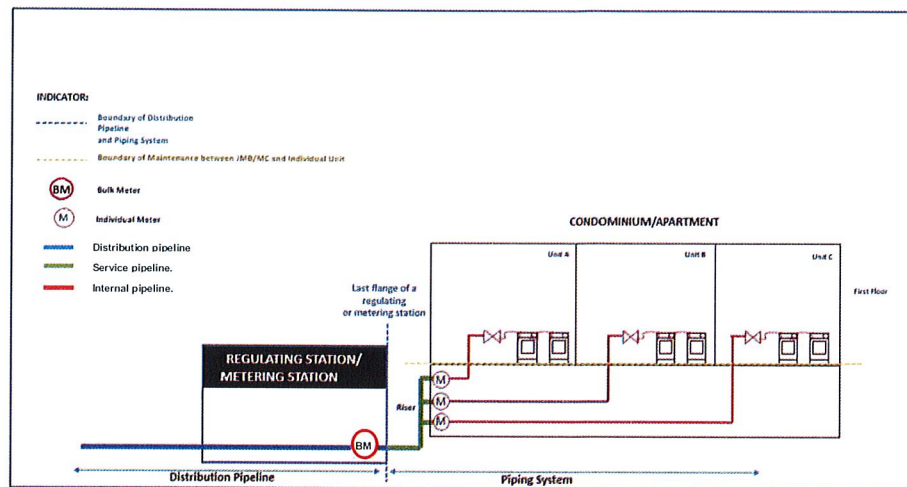 INDICATOR:
Boundary of Distribution
Pipeline
and Piping System
Boundary of Maintenance between JMB/MC and Individual Unit
BM
Bulk Meter
M
Individual Meter
Distribution pipeline
Service pipeline.
Internal pipeline.
CONDOMINIUM/APARTMENT
Unit A
Unit B
Unit C
First Floor
Last flange of a
regulating
or metering station
REGULATING STATION/
METERING STATION
Riser
M
M
M
BM
Distribution Pipeline
Piping System